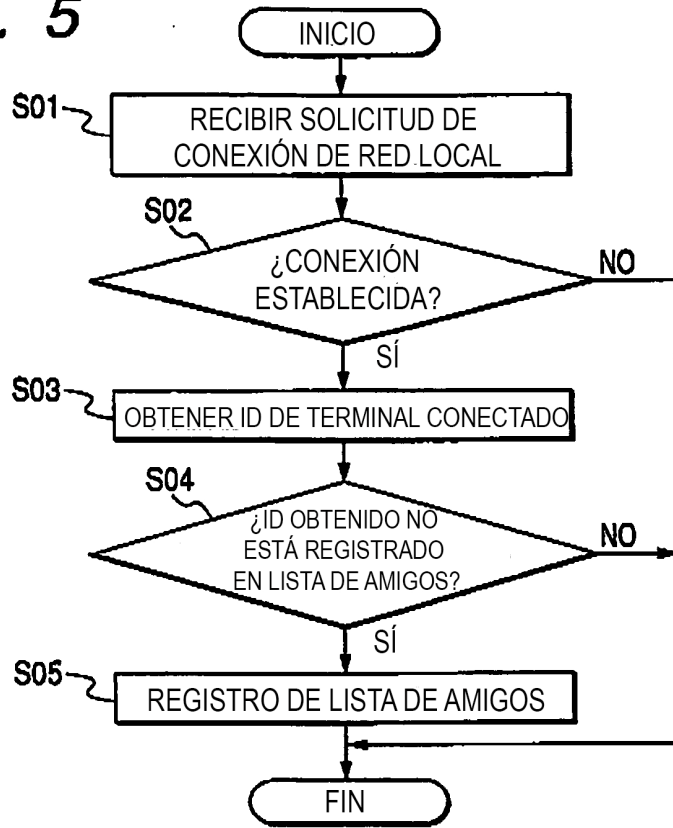 . 5
INICIO
S01
RECIBIR SOLICITUD DE
CONEXIÓN DE RED LOCAL
S02
¿CONEXIÓN
ESTABLECIDA?
NO
SÍ
S03
OBTENER ID DE TERMINAL CONECTADO
S04
¿ID OBTENIDO NO
ESTÁ REGISTRADO
EN LISTA DE AMIGOS?
NO
SÍ
S05
REGISTRO DE LISTA DE AMIGOS
FIN